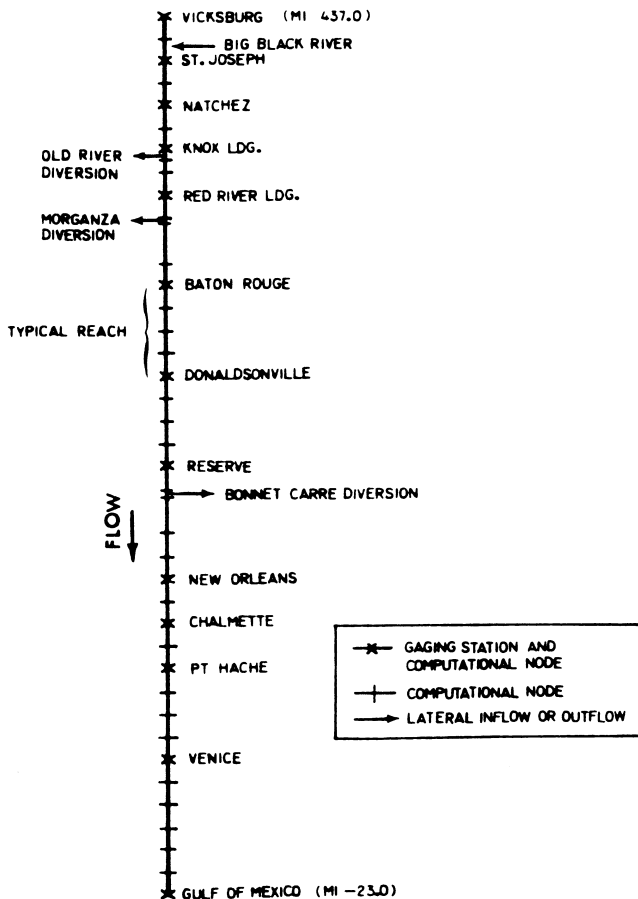 VICKSBURG (MI 437.0)
BIG BLACK RIVER
ST. JOSEPH
NATCHEZ
KNOX LDG.
OLD RIVER
DIVERSION
RED RIVER LDG.
MORGANZA
DIVERSION
BATON ROUGE
TYPICAL REACH
DONALDSONVILLE
RESERVE
BONNET CARRE DIVERSION
FLOW
NEW ORLEANS
CHALMETTE
PT HACHE
VENICE
GULF OF MEXICO (MI -23.0)
GAGING STATION AND
COMPUTATIONAL NODE
COMPUTATIONAL NODE
LATERAL INFLOW OR OUTFLOW